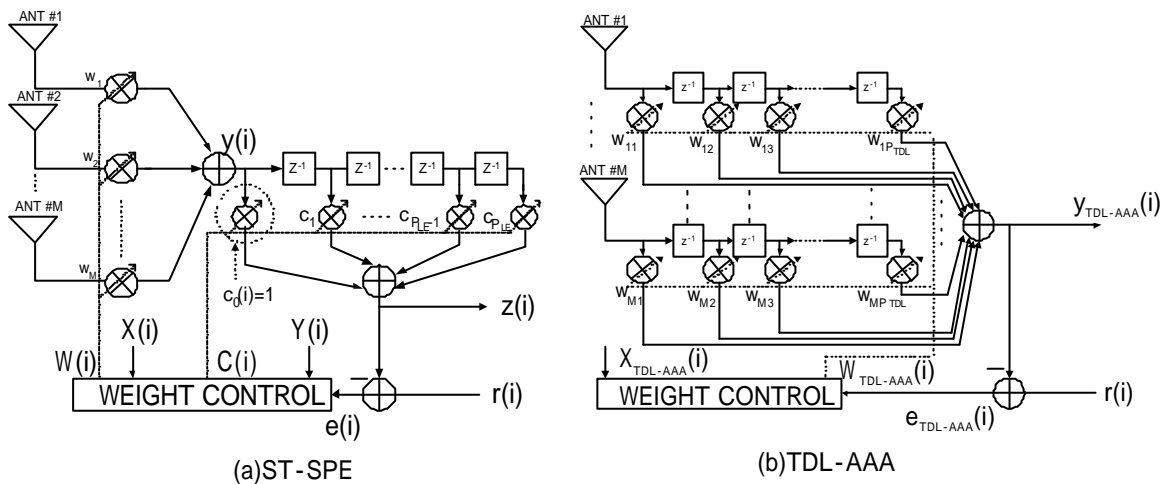 ANT #1
w1
ANT #2
w2
ANT #M
wM
y(i)
Z-1 Z-1 Z-1 Z-1
c1 cPLE-1 cPLE
c0(i)=1
z(i)
X(i)
Y(i)
W(i)
C(i)
WEIGHT CONTROL
−
r(i)
e(i)
(a)ST-SPE
ANT #1
z-1 z-1 z-1
w11 w12 w13 w1PTDL
ANT #M
z-1 z-1 z-1
wM1 wM2 wM3 wMPTDL
yTDL-AAA(i)
XTDL-AAA(i)
WTDL-AAA(i)
WEIGHT CONTROL
−
r(i)
eTDL-AAA(i)
(b)TDL-AAA